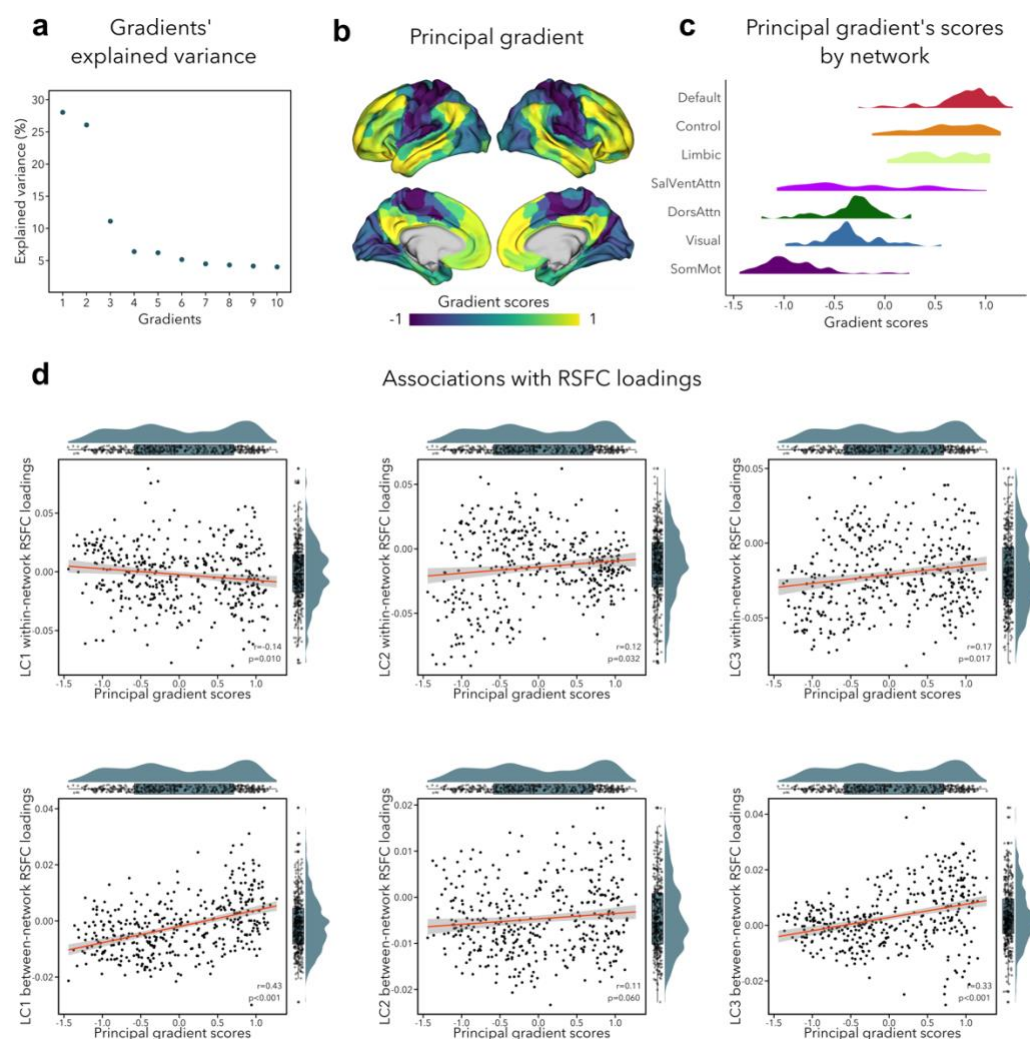 a
Gradients'
explained variance
30
25
20
15
10
5
Explained variance (%)
1 2 3 4 5 6 7 8 9 10
Gradients
b
Principal gradient
Gradient scores
-1 1
c
Principal gradient's scores
by network
Default
Control
Limbic
SalVentAttn
DorsAttn
Visual
SomMot
-1.5 -1.0 -0.5 0.0 0.5 1.0
Gradient scores
d
Associations with RSFC loadings
LC1 within-network RSFC loadings
0.05
0.00
-0.05
r=-0.14
p=0.010
-1.5 -1.0 -0.5 0.0 0.5 1.0
Principal gradient scores
LC2 within-network RSFC loadings
0.05
0.00
-0.05
r=0.12
p=0.032
-1.5 -1.0 -0.5 0.0 0.5 1.0
Principal gradient scores
LC3 within-network RSFC loadings
0.05
0.00
-0.05
r=0.17
p=0.017
-1.5 -1.0 -0.5 0.0 0.5 1.0
Principal gradient scores
LC1 between-network RSFC loadings
0.04
0.02
0.00
-0.02
r=0.43
p<0.001
-1.5 -1.0 -0.5 0.0 0.5 1.0
Principal gradient scores
LC2 between-network RSFC loadings
0.02
0.01
0.00
-0.01
-0.02
r=0.11
p=0.060
-1.5 -1.0 -0.5 0.0 0.5 1.0
Principal gradient scores
LC3 between-network RSFC loadings
0.04
0.02
0.00
-0.02
r=0.33
p<0.001
-1.5 -1.0 -0.5 0.0 0.5 1.0
Principal gradient scores